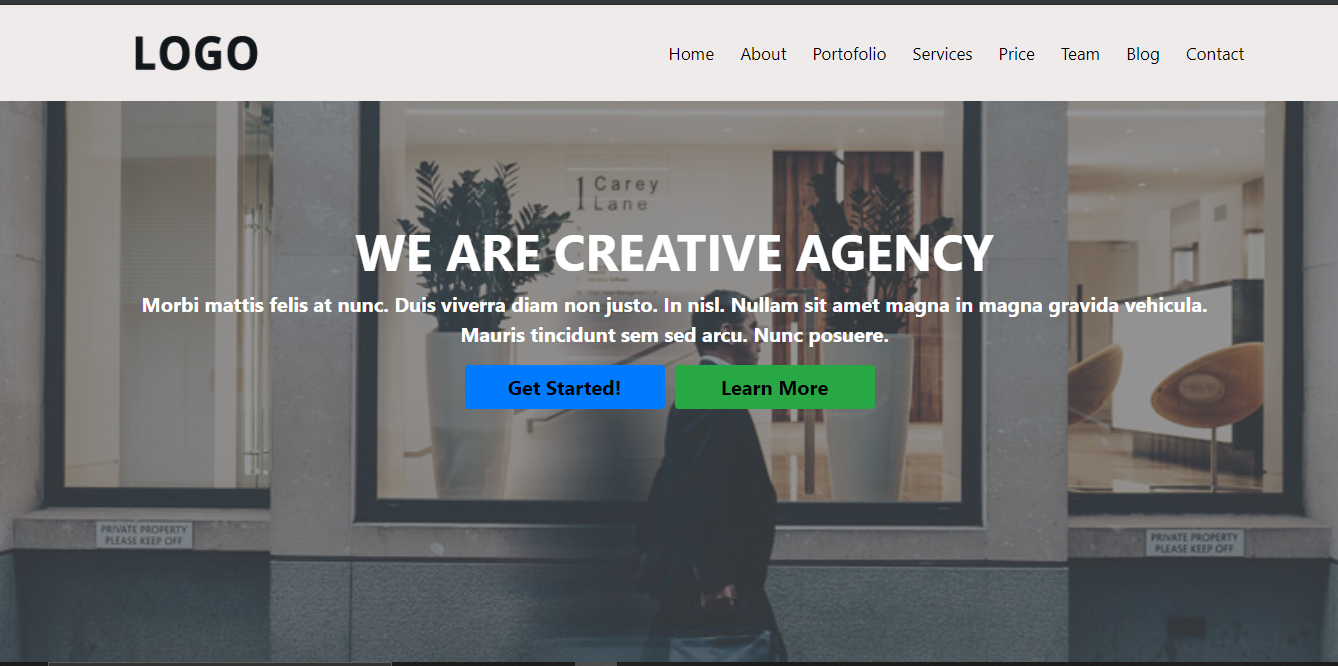 LOGO
Home About Portofolio Services Price Team Blog Contact
1 Carey
Lane
WE ARE CREATIVE AGENCY
Morbi mattis felis at nunc. Duis viverra diam non justo. In nisl. Nullam sit amet magna in magna gravida vehicula.
Mauris tincidunt sem sed arcu. Nunc posuere.
Get Started! Learn More
PRIVATE PROPERTY
PLEASE KEEP OFF
PRIVATE PROPERTY
PLEASE KEEP OFF